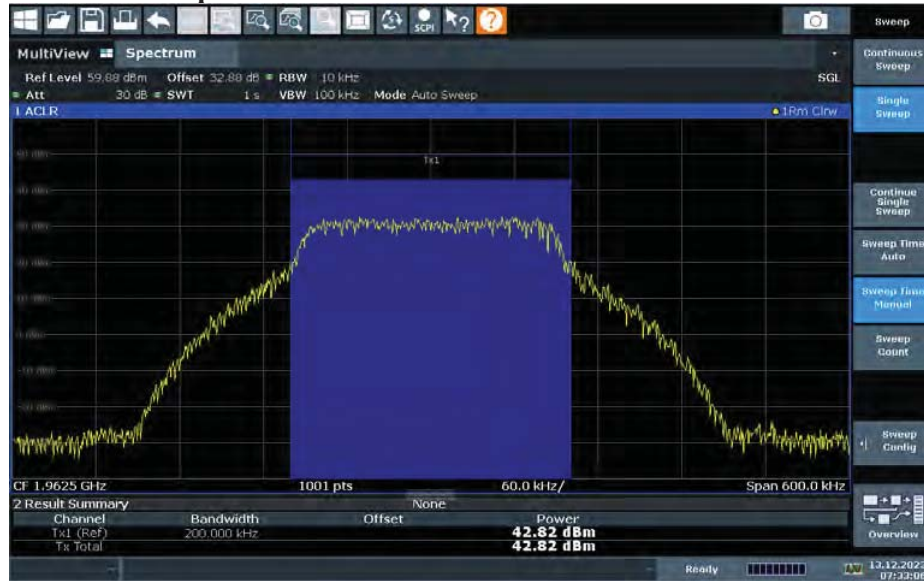 SCPI
Sweep
MultiView Spectrum
Ref Level 59.88 dBm Offset 32.88 dB RBW 10 kHz SGL
Att 30 dB SWT 1 s VBW 100 kHz Mode Auto Sweep
1 ACLR 1Rm Clrw
Tx1
CF 1.9625 GHz 1001 pts 60.0 kHz/ Span 600.0 kHz
2 Result Summary None
Channel Bandwidth Offset Power
Tx1 (Ref) 200.000 kHz 42.82 dBm
Tx Total 42.82 dBm
Ready
Continuous
Sweep
Single
Sweep
Continue
Single
Sweep
Sweep Time
Auto
Sweep Time
Manual
Sweep
Count
Sweep
Config
Overview